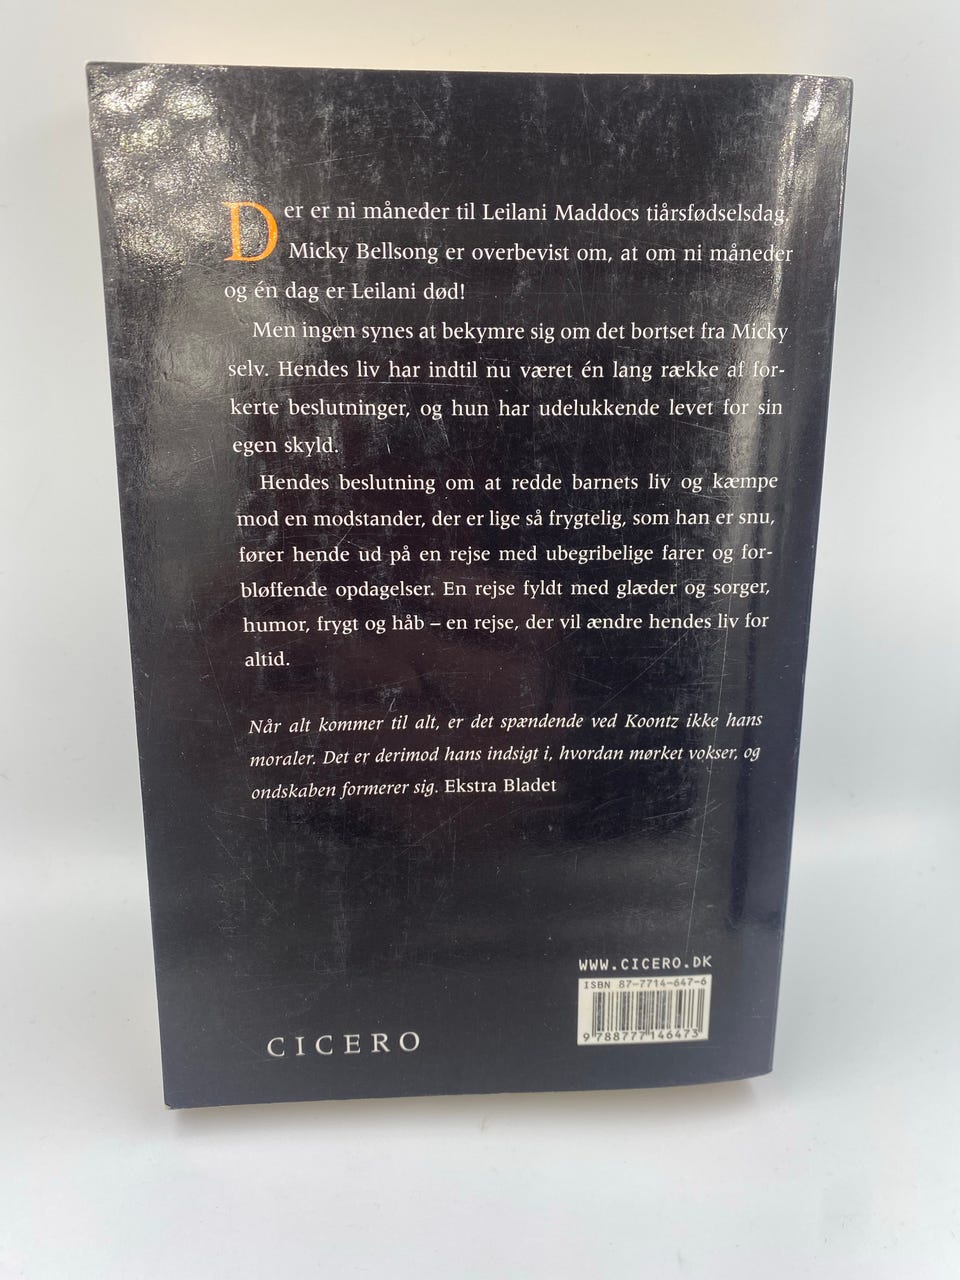 Der er ni måneder til Leilani Maddocs tiårsfødselsdag.
Micky Bellsong er overbevist om, at om ni måneder
og én dag er Leilani død!
Men ingen synes at bekymre sig om det bortset fra Micky
selv. Hendes liv har indtil nu været én lang række af for-
kerte beslutninger, og hun har udelukkende levet for sin
egen skyld.
Hendes beslutning om at redde barnets liv og kæmpe
mod en modstander, der er lige så frygtelig, som han er snu,
fører hende ud på en rejse med ubegribelige farer og for-
bløffende opdagelser. En rejse fyldt med glæder og sorger,
humor, frygt og håb – en rejse, der vil ændre hendes liv for
altid.
Når alt kommer til alt, er det spændende ved Koontz ikke hans
moraler. Det er derimod hans indsigt i, hvordan mørket vokser, og
ondskaben formerer sig. Ekstra Bladet
WWW.CICERO.DK
ISBN 87-7714-647-6
9 788777 146473
CICERO